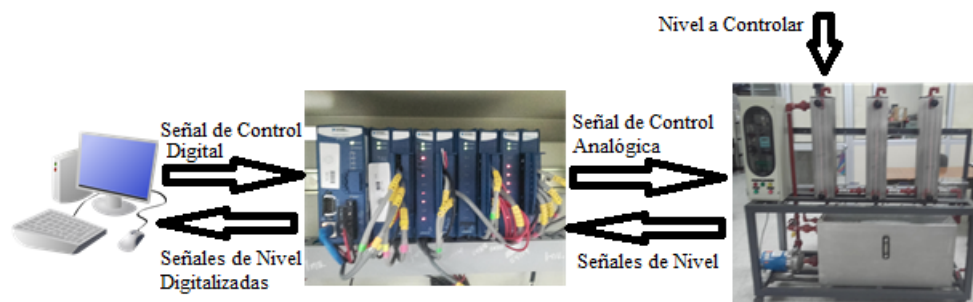 Nivel a Controlar
Señal de Control
Digital
Señal de Control
Analógica
Señales de Nivel
Digitalizadas
Señales de Nivel